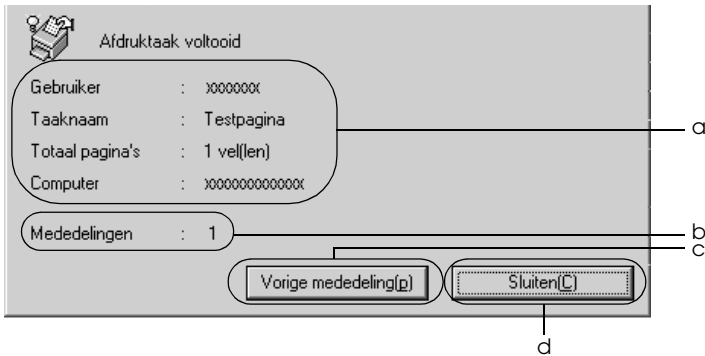 Afdruktaak voltooid
Gebruiker : xxxxxxx
Taaknaam : Testpagina
Totaal pagina's : 1 vel(len)
Computer : xxxxxxxxxxxxx
a
Mededelingen : 1
b
c
Vorige mededeling(p) Sluiten(C)
d